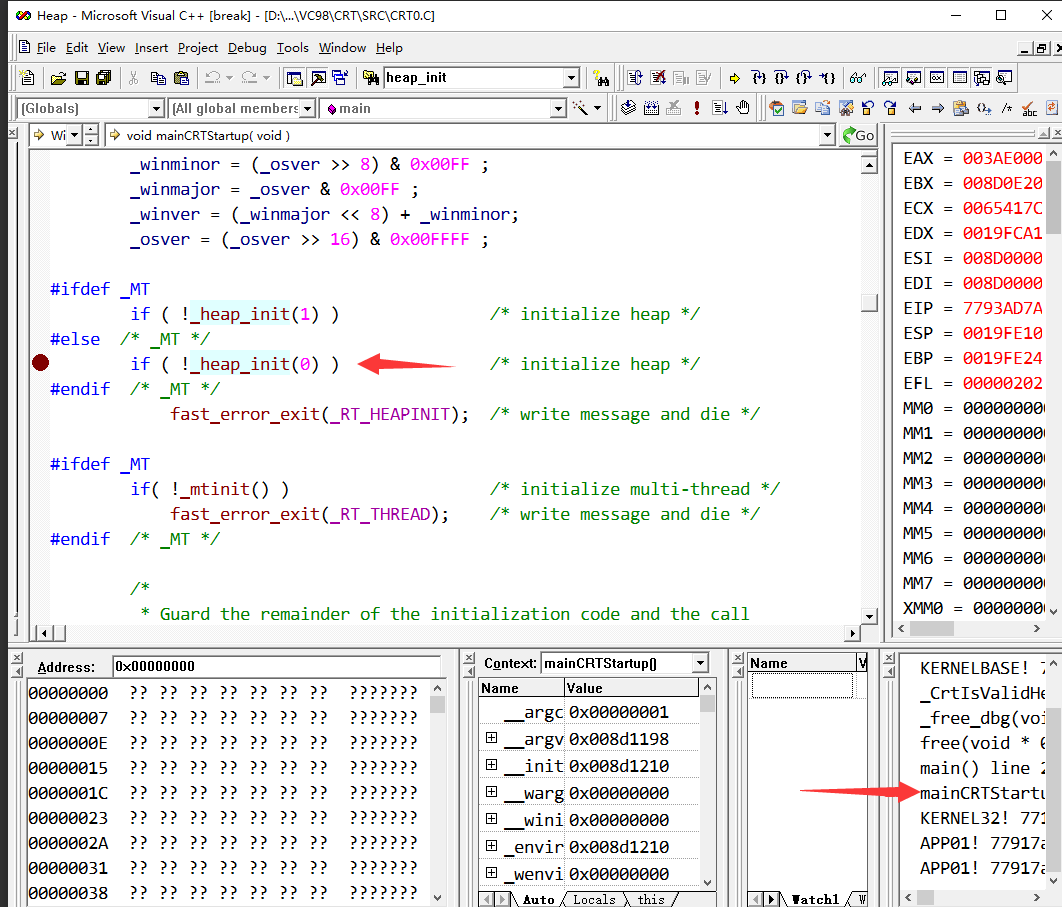 Heap - Microsoft Visual C++ [break] - [D:\...\VC98\CRT\SRC\CRT0.C]
File Edit View Insert Project Debug Tools Window Help
heap_init
[Globals] [All global members main
Wi void mainCRTStartup( void ) Go
_winminor = (_osver >> 8) & 0x00FF ;
_winmajor = _osver & 0x00FF ;
_winver = (_winmajor << 8) + _winminor;
_osver = (_osver >> 16) & 0x00FFFF ;
#ifdef _MT
if ( !_heap_init(1) ) /* initialize heap */
#else /* _MT */
if ( !_heap_init(0) ) /* initialize heap */
#endif /* _MT */
fast_error_exit(_RT_HEAPINIT); /* write message and die */
#ifdef _MT
if( !_mtinit() ) /* initialize multi-thread */
fast_error_exit(_RT_THREAD); /* write message and die */
#endif /* _MT */
/*
* Guard the remainder of the initialization code and the call
EAX = 003AE000
EBX = 008D0E20
ECX = 0065417C
EDX = 0019FCA1
ESI = 008D0000
EDI = 008D0000
EIP = 7793AD7A
ESP = 0019FE10
EBP = 0019FE24
EFL = 00000202
MM0 = 000000000
MM1 = 000000000
MM2 = 000000000
MM3 = 000000000
MM4 = 000000000
MM5 = 000000000
MM6 = 000000000
MM7 = 000000000
XMM0 = 00000000
Address: 0x00000000
00000000 ?? ?? ?? ?? ?? ?? ?? ???????
00000007 ?? ?? ?? ?? ?? ?? ?? ???????
0000000E ?? ?? ?? ?? ?? ?? ?? ???????
00000015 ?? ?? ?? ?? ?? ?? ?? ???????
0000001C ?? ?? ?? ?? ?? ?? ?? ???????
00000023 ?? ?? ?? ?? ?? ?? ?? ???????
0000002A ?? ?? ?? ?? ?? ?? ?? ???????
00000031 ?? ?? ?? ?? ?? ?? ?? ???????
00000038 ?? ?? ?? ?? ?? ?? ?? ???????
Context: mainCRTStartup()
Name Value
__argc 0x00000001
__argv 0x008d1198
__init 0x008d1210
__warg 0x00000000
__wini 0x00000000
_envir 0x008d1210
_wenvi 0x00000000
Auto Locals this
Name V
Watch1 W
KERNELBASE! 7
_CrtIsValidHe
_free_dbg(voi
free(void * 0
main() line 2
mainCRTStartu
KERNEL32! 771
APP01! 77917a
APP01! 77917a